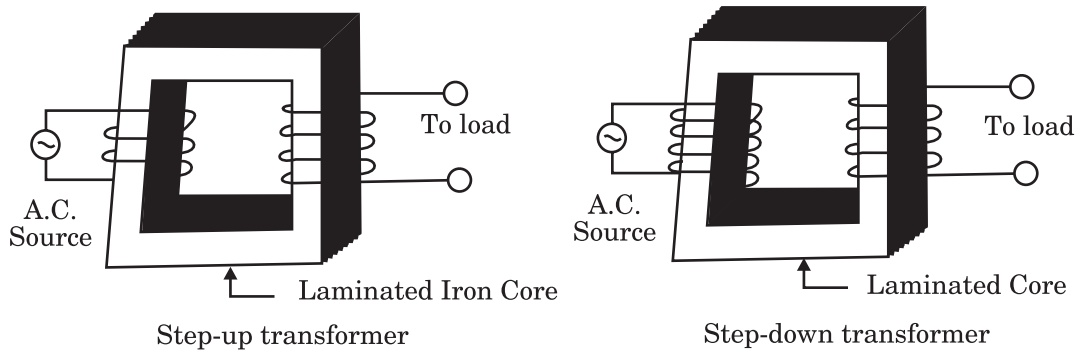 To load
A.C.
Source
Laminated Iron Core
Step-up transformer
To load
A.C.
Source
Laminated Core
Step-down transformer